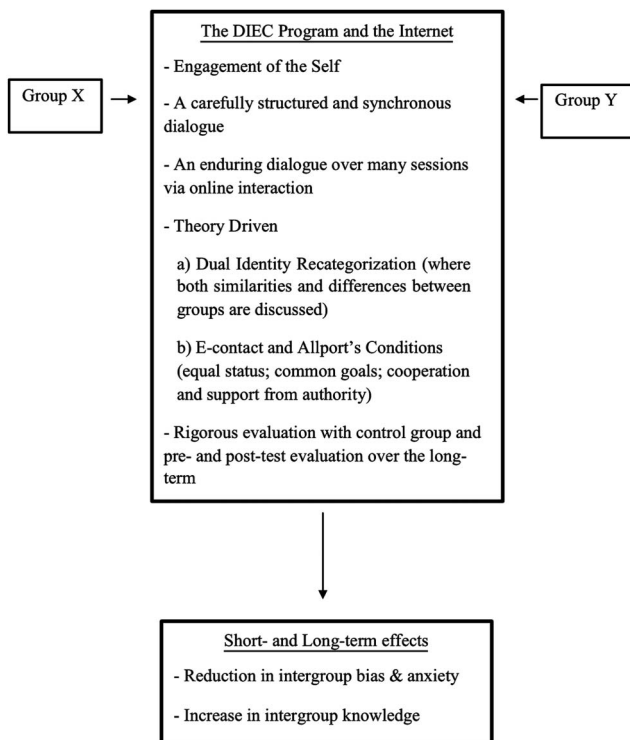 The DIEC Program and the Internet
- Engagement of the Self
Group X
- A carefully structured and synchronous
dialogue
Group Y
- An enduring dialogue over many sessions
via online interaction
- Theory Driven
a) Dual Identity Recategorization (where
both similarities and differences between
groups are discussed)
b) E-contact and Allport's Conditions
(equal status; common goals; cooperation
and support from authority)
- Rigorous evaluation with control group and
pre- and post-test evaluation over the long-
term
Short- and Long-term effects
- Reduction in intergroup bias & anxiety
- Increase in intergroup knowledge